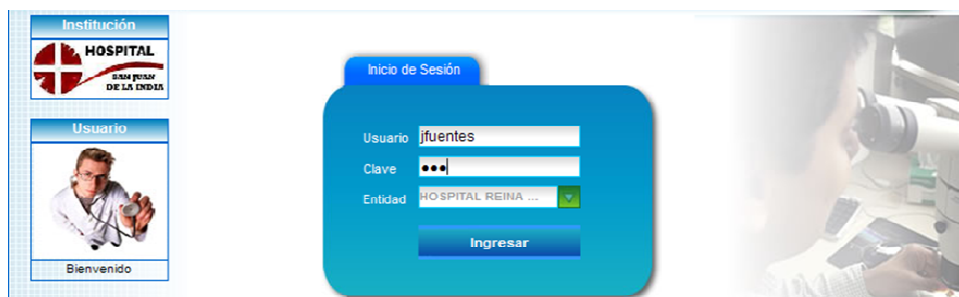 Institución
HOSPITAL
SAN JUAN
DE LA INDIA
Usuario
Bienvenido
Inicio de Sesión
Usuario jfuentes
Clave •••
Entidad HOSPITAL REINA ...
Ingresar